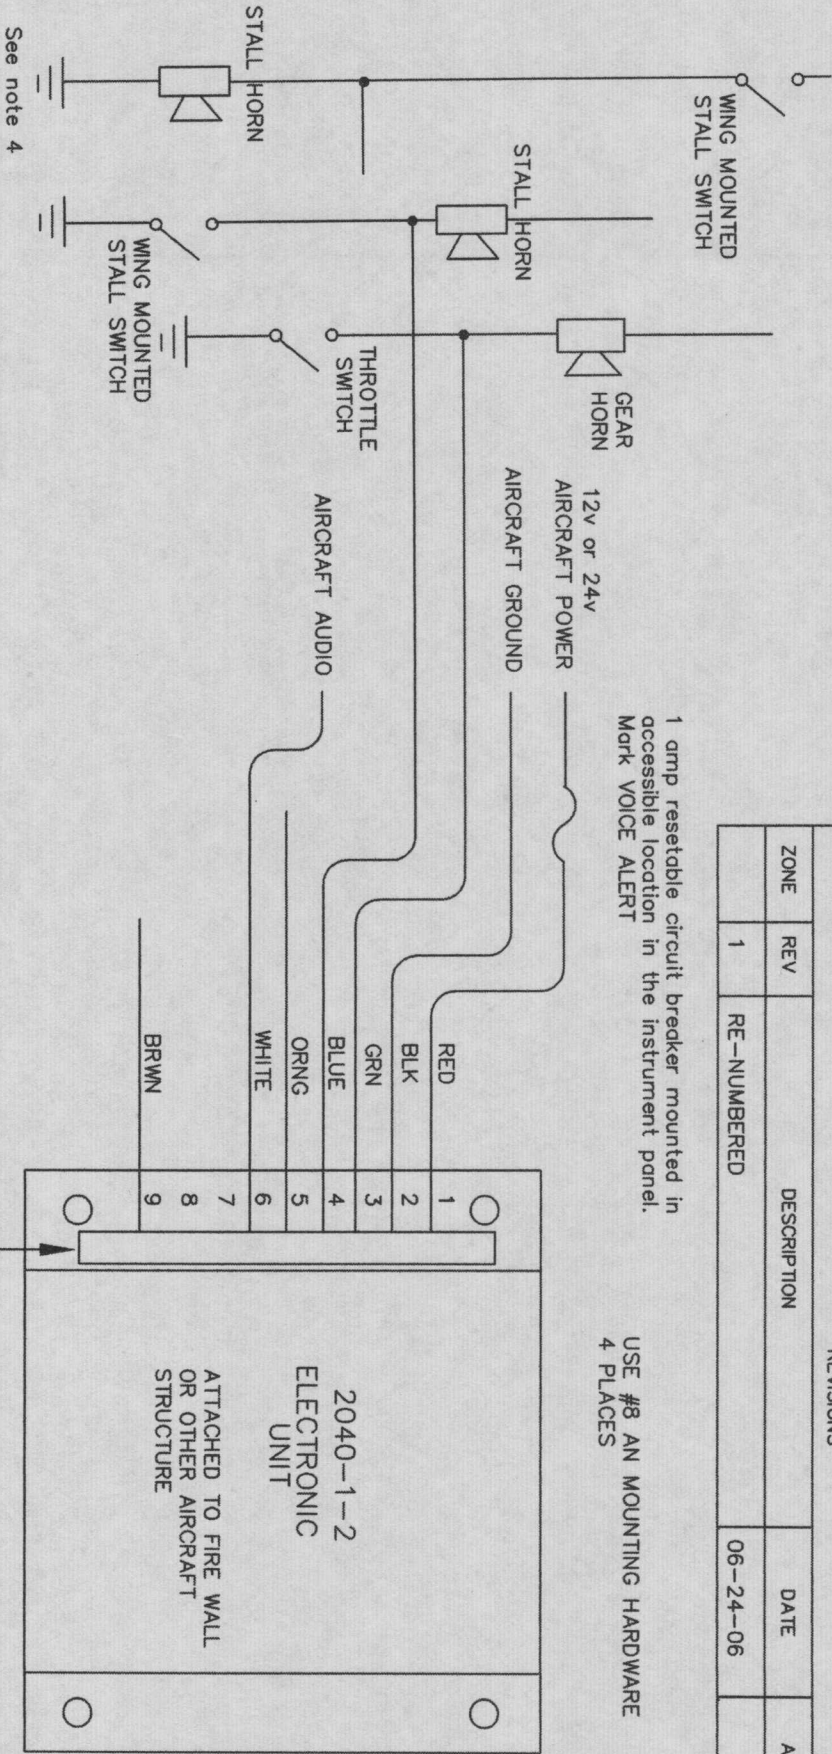 REVISIONS
ZONE REV DESCRIPTION DATE
1 RE-NUMBERED 06-24-06
WING MOUNTED
STALL SWITCH
STALL HORN
STALL HORN
See note 4
WING MOUNTED
STALL SWITCH
THROTTLE
SWITCH
GEAR
HORN
1 amp resetable circuit breaker mounted in
accessible location in the instrument panel.
Mark VOICE ALERT
USE #8 AN MOUNTING HARDWARE
4 PLACES
12v or 24v
AIRCRAFT POWER
AIRCRAFT GROUND
AIRCRAFT AUDIO
RED 1
BLK 2
GRN 3
BLUE 4
ORNG 5
WHITE 6
7
8
BRWN 9
2040-1-2
ELECTRONIC
UNIT
ATTACHED TO FIRE WALL
OR OTHER AIRCRAFT
STRUCTURE